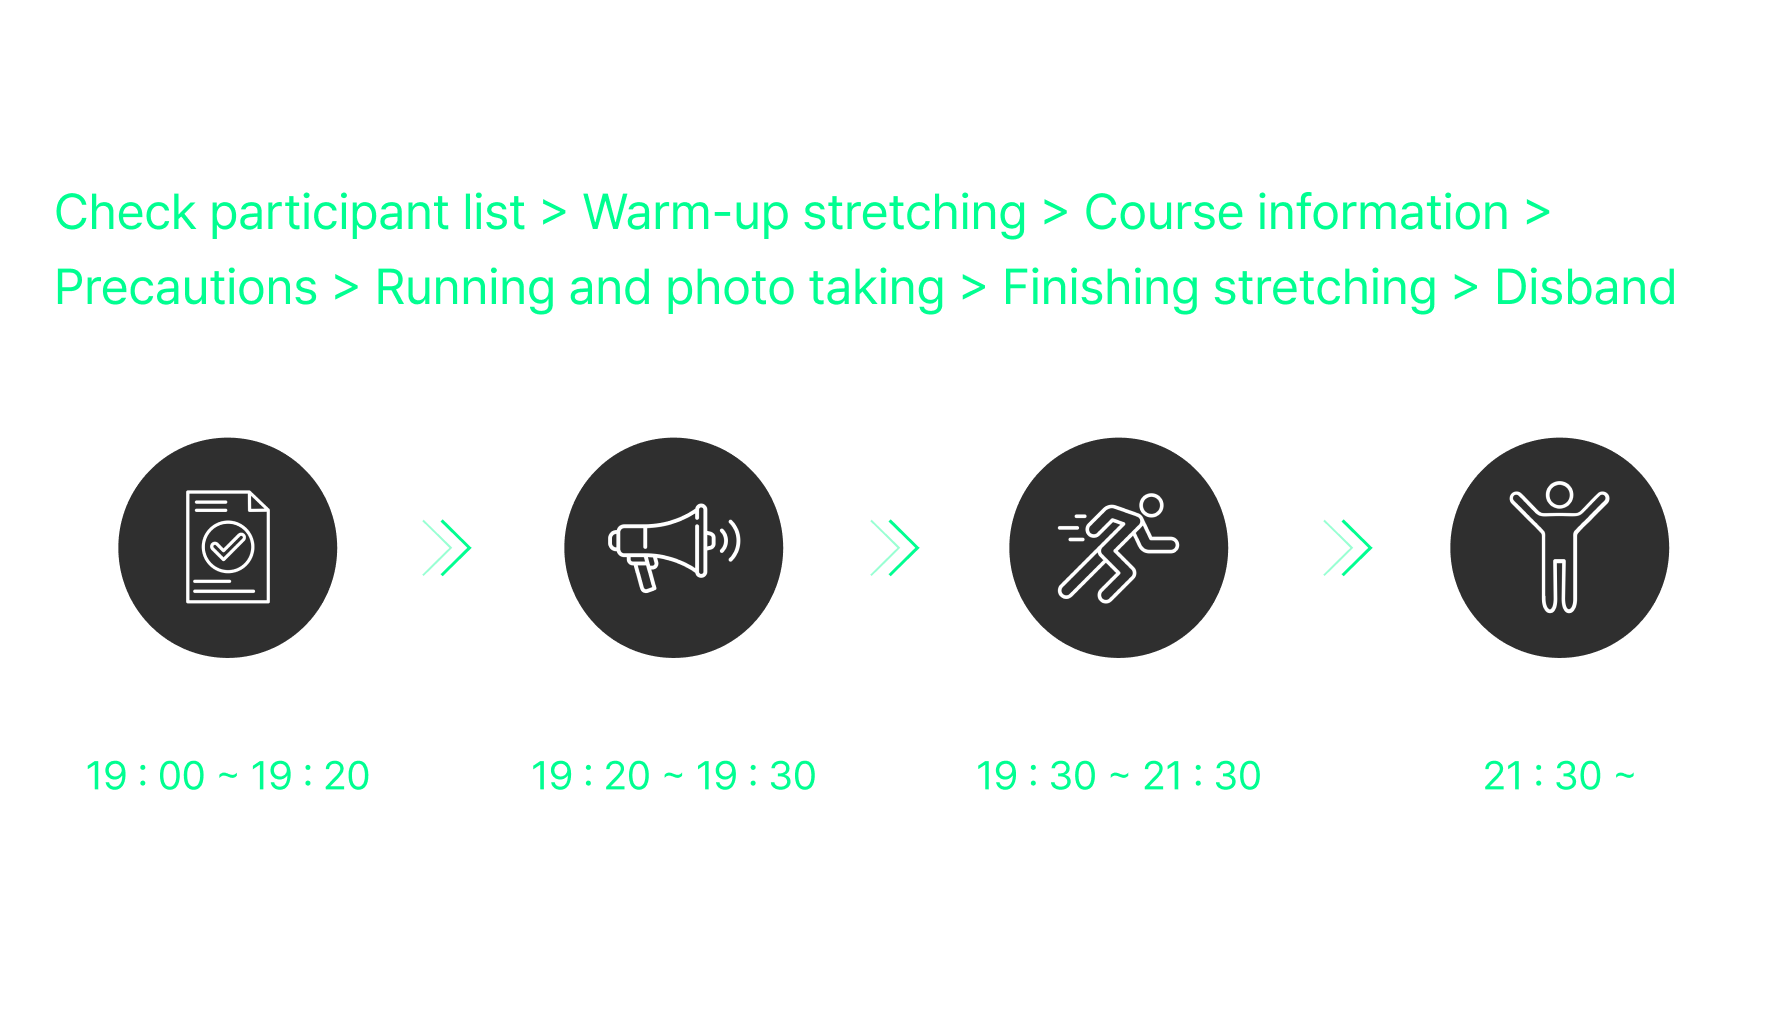 Check participant list > Warm-up stretching > Course information >
Precautions > Running and photo taking > Finishing stretching > Disband
19 : 00 ~ 19 : 20
19 : 20 ~ 19 : 30
19 : 30 ~ 21 : 30
21 : 30 ~